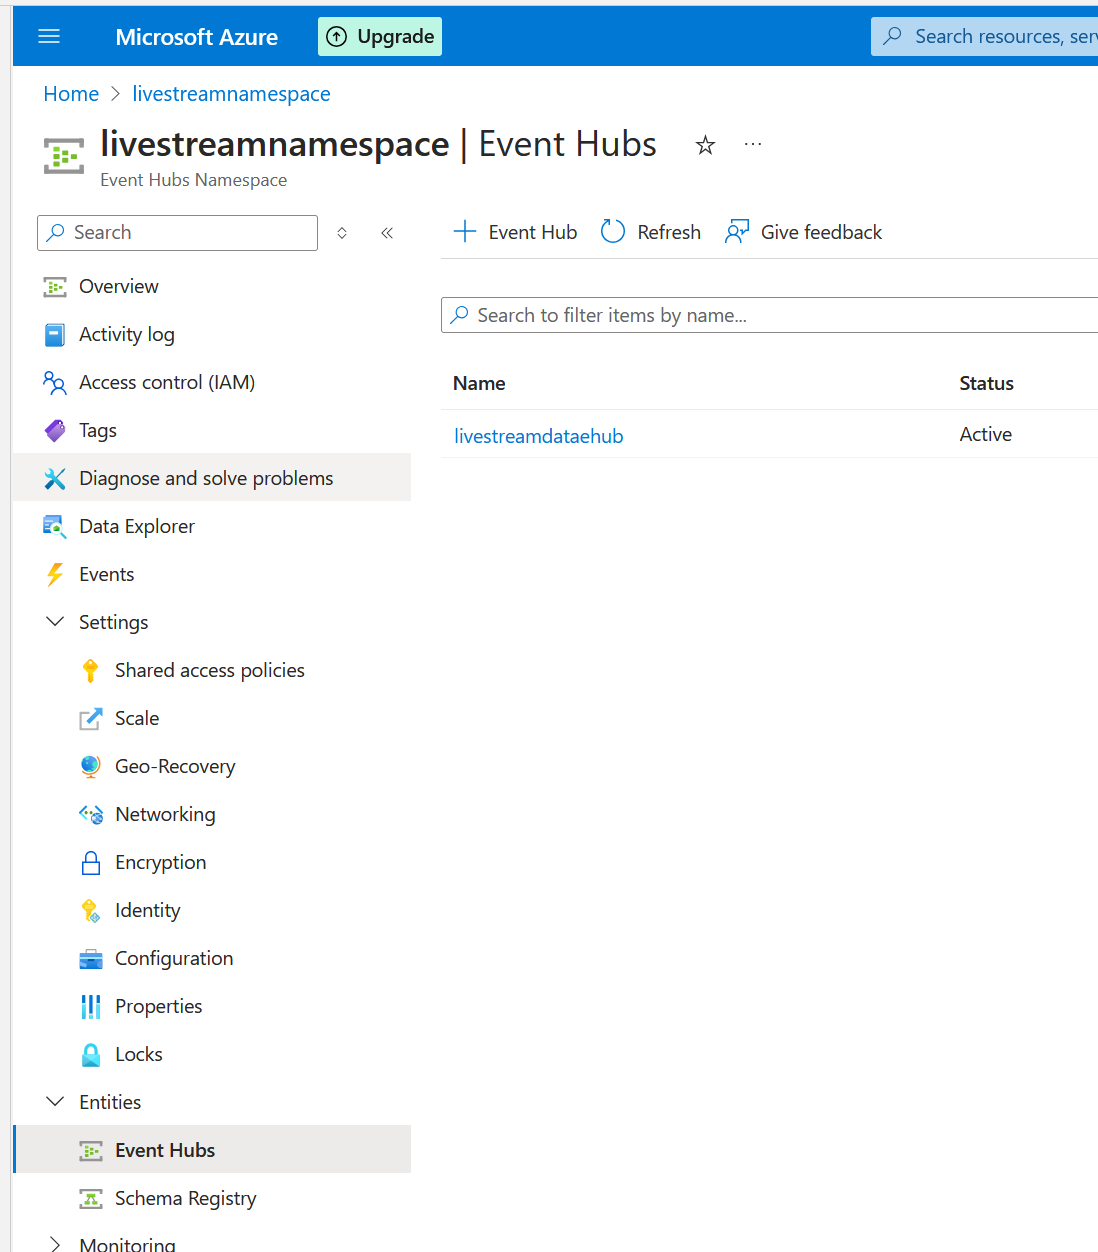 Microsoft Azure
Upgrade
Search resources, serv
Home > livestreamnamespace
livestreamnamespace | Event Hubs
Event Hubs Namespace
Search
Event Hub
Refresh
Give feedback
Overview
Activity log
Access control (IAM)
Tags
Diagnose and solve problems
Data Explorer
Events
Settings
Shared access policies
Scale
Geo-Recovery
Networking
Encryption
Identity
Configuration
Properties
Locks
Entities
Event Hubs
Schema Registry
Monitoring
Search to filter items by name...
Name Status
livestreamdataehub Active